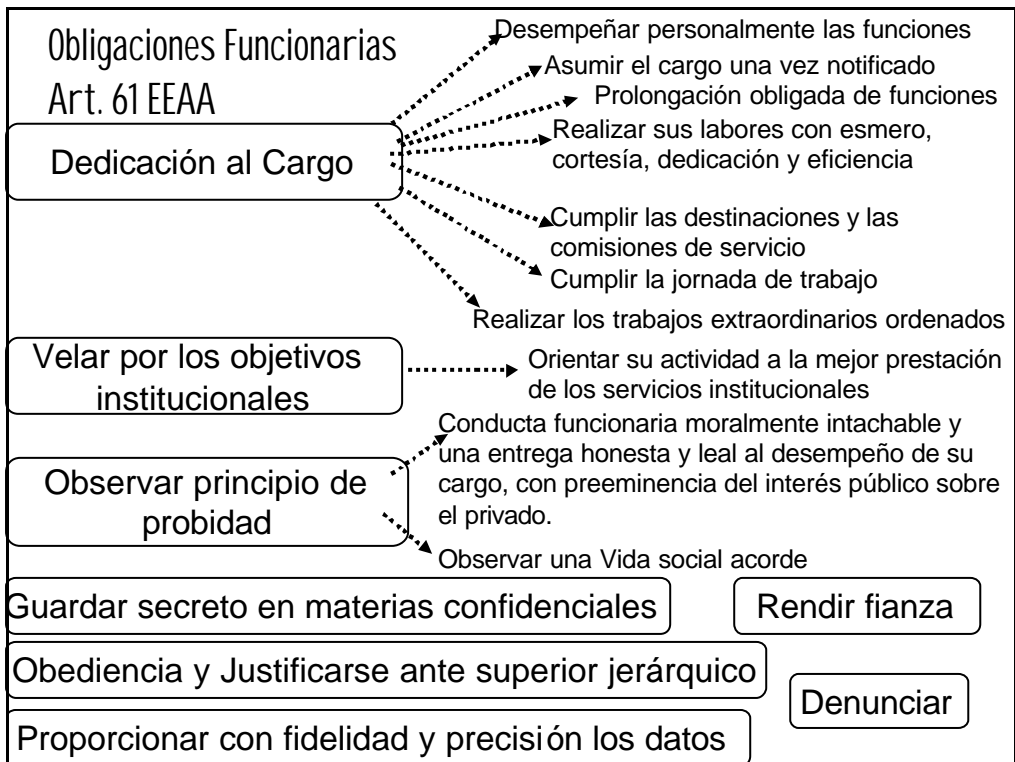 Obligaciones Funcionarias
Art. 61 EEAA
Dedicación al Cargo
Desempeñar personalmente las funciones
Asumir el cargo una vez notificado
Prolongación obligada de funciones
Realizar sus labores con esmero,
cortesía, dedicación y eficiencia
Cumplir las destinaciones y las
comisiones de servicio
Cumplir la jornada de trabajo
Realizar los trabajos extraordinarios ordenados
Velar por los objetivos
institucionales
Orientar su actividad a la mejor prestación
de los servicios institucionales
Observar principio de
probidad
Conducta funcionaria moralmente intachable y
una entrega honesta y leal al desempeño de su
cargo, con preeminencia del interés público sobre
el privado.
Observar una Vida social acorde
Guardar secreto en materias confidenciales
Rendir fianza
Obediencia y Justificarse ante superior jerárquico
Denunciar
Proporcionar con fidelidad y precisión los datos